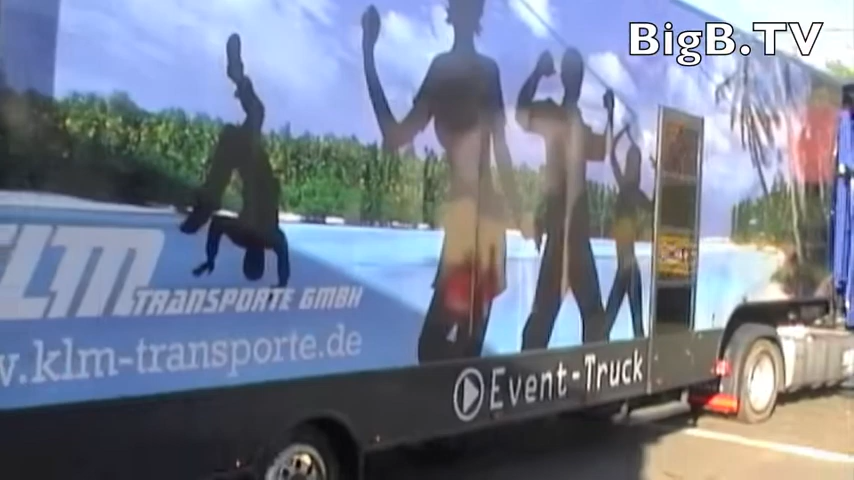 BigB.TV
LM TRANSPORTE GMBH
.klm-transporte.de
Event-Truck